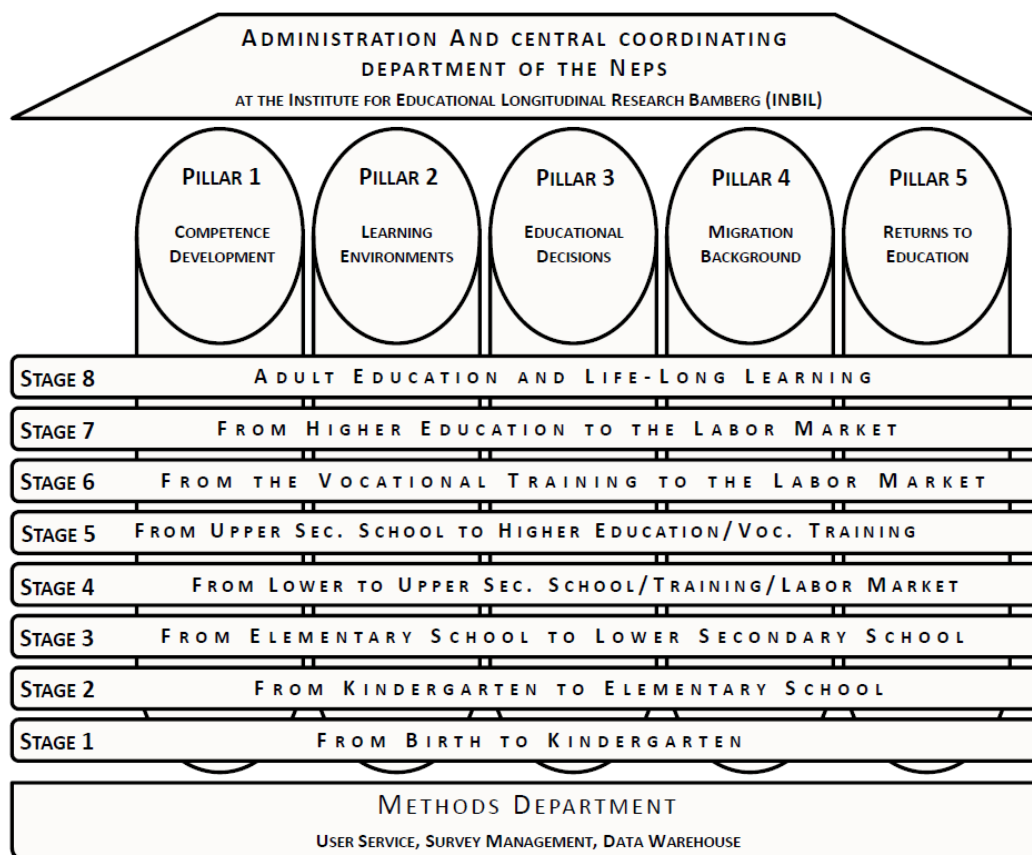 ADMINISTRATION AND CENTRAL COORDINATING
DEPARTMENT OF THE NEPS
AT THE INSTITUTE FOR EDUCATIONAL LONGITUDINAL RESEARCH BAMBERG (INBIL)
PILLAR 1
COMPETENCE
DEVELOPMENT
PILLAR 2
LEARNING
ENVIRONMENTS
PILLAR 3
EDUCATIONAL
DECISIONS
PILLAR 4
MIGRATION
BACKGROUND
PILLAR 5
RETURNS TO
EDUCATION
STAGE 8 ADULT EDUCATION AND LIFE-LONG LEARNING
STAGE 7 FROM HIGHER EDUCATION TO THE LABOR MARKET
STAGE 6 FROM THE VOCATIONAL TRAINING TO THE LABOR MARKET
STAGE 5 FROM UPPER SEC. SCHOOL TO HIGHER EDUCATION/VOC. TRAINING
STAGE 4 FROM LOWER TO UPPER SEC. SCHOOL/TRAINING/LABOR MARKET
STAGE 3 FROM ELEMENTARY SCHOOL TO LOWER SECONDARY SCHOOL
STAGE 2 FROM KINDERGARTEN TO ELEMENTARY SCHOOL
STAGE 1 FROM BIRTH TO KINDERGARTEN
METHODS DEPARTMENT
USER SERVICE, SURVEY MANAGEMENT, DATA WAREHOUSE